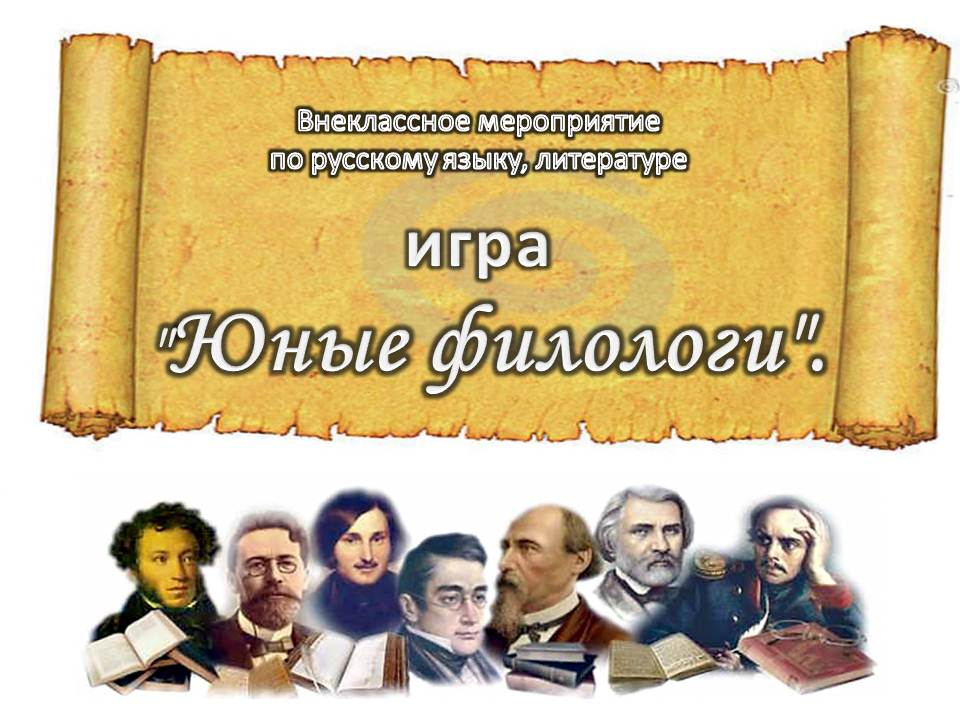 Внеклассное мероприятие
по русскому языку, литературе
игра
"Юные филологи".